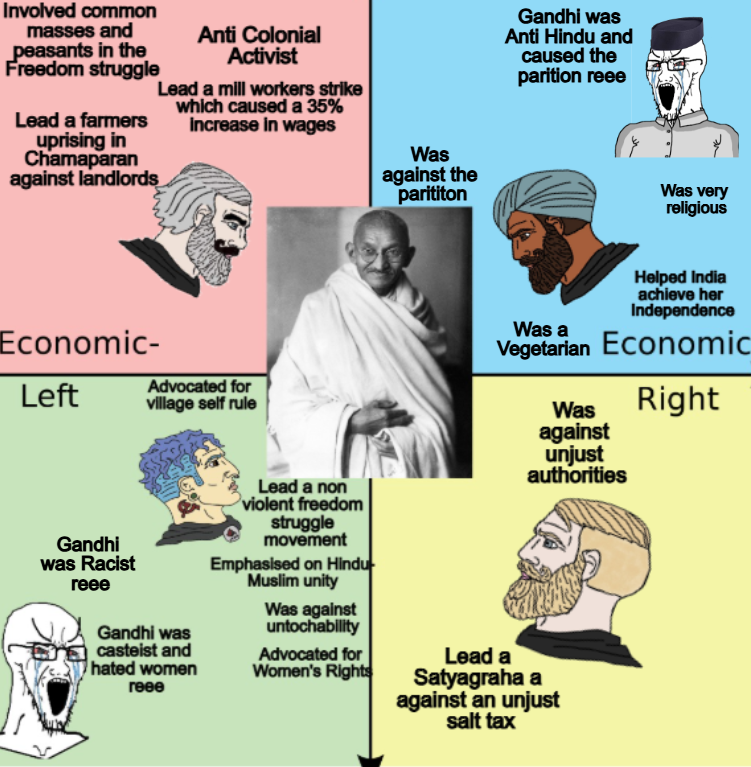 Involved common
masses and
peasants in the
Freedom struggle
Anti Colonial
Activist
Lead a mill workers strike
which caused a 35%
increase in wages
Lead a farmers
uprising in
Chamaparan
against landlords
Economic-
Gandhi was
Anti Hindu and
caused the
parition reee
Was
against the
parititon
Was very
religious
Helped India
achieve her
Independence
Was a
Vegetarian
Economic
Left
Advocated for
village self rule
Lead a non
violent freedom
struggle
movement
Gandhi
was Racist
reee
Emphasised on Hindu-
Muslim unity
Was against
untochability
Gandhi was
casteist and
hated women
reee
Advocated for
Women's Rights
Right
Was
against
unjust
authorities
Lead a
Satyagraha a
against an unjust
salt tax